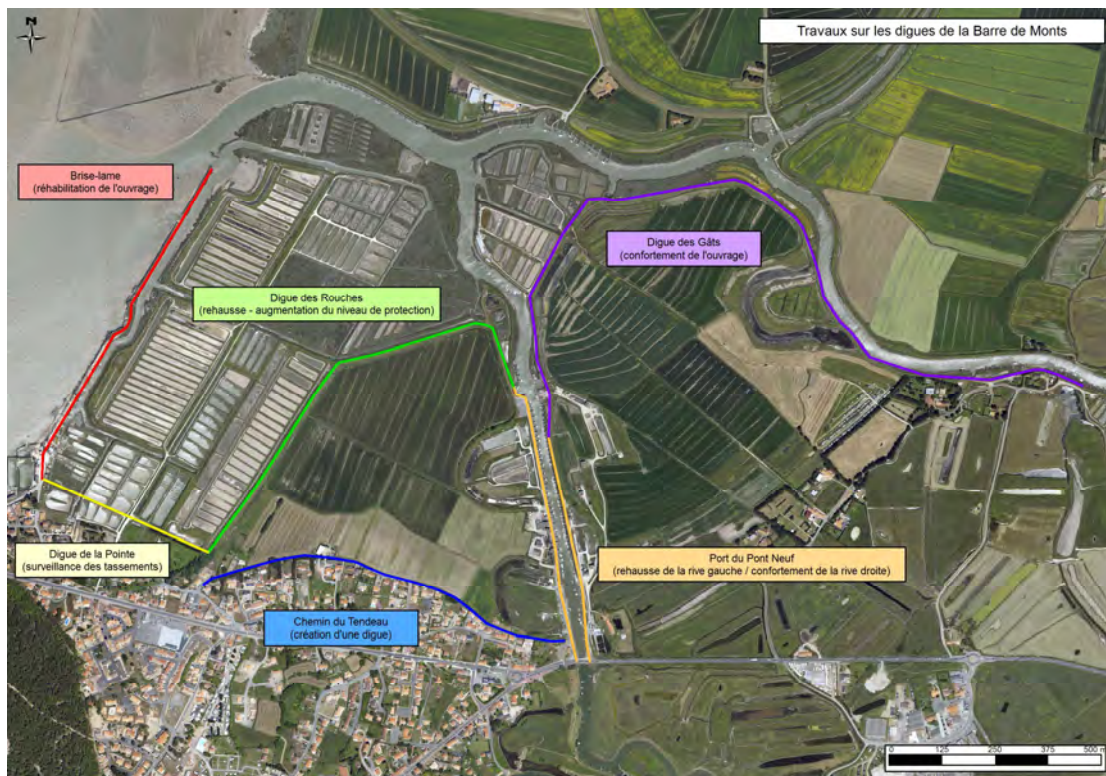 N
Travaux sur les digues de la Barre de Monts
Brise-lame
(réhabilitation de l'ouvrage)
Digue des Gâts
(confortement de l'ouvrage)
Digue des Rouches
(rehausse - augmentation du niveau de protection)
Digue de la Pointe
(surveillance des tassements)
Port du Pont Neuf
(rehausse de la rive gauche / confortement de la rive droite)
Chemin du Tendeau
(création d'une digue)
0 125 250 375 500 m